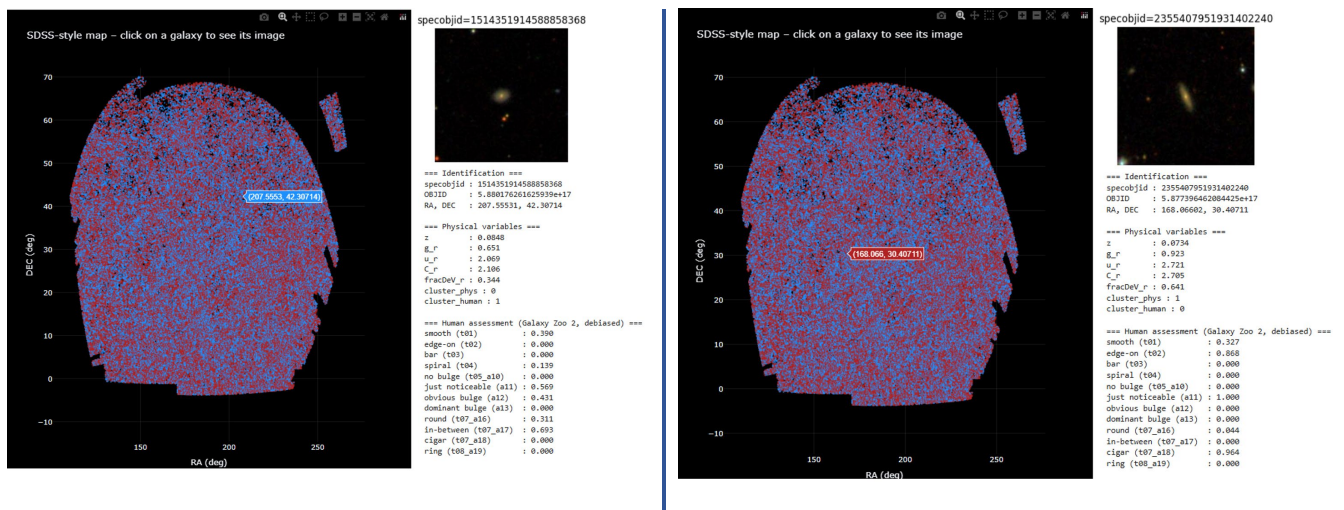 specobjid=1514351914588858368
SDSS-style map – click on a galaxy to see its image
70
60
50
40
30
20
10
0
−10
DEC (deg)
(207.5553, 42.30714)
150
200
250
RA (deg)
=== Identification ===
specobjid : 1514351914588858368
OBJID : 5.880176261625939e+17
RA, DEC : 207.55531, 42.30714
=== Physical variables ===
z : 0.0848
g_r : 0.651
u_r : 2.069
C_r : 2.106
fracDeV_r : 0.344
cluster_phys : 0
cluster_human : 1
=== Human assessment (Galaxy Zoo 2, debiased) ===
smooth (t01) : 0.390
edge-on (t02) : 0.000
bar (t03) : 0.000
spiral (t04) : 0.139
no bulge (t05_a10) : 0.000
just noticeable (a11) : 0.569
obvious bulge (a12) : 0.431
dominant bulge (a13) : 0.000
round (t07_a16) : 0.311
in-between (t07_a17) : 0.693
cigar (t07_a18) : 0.000
ring (t08_a19) : 0.000
specobjid=2355407951931402240
SDSS-style map – click on a galaxy to see its image
70
60
50
40
30
20
10
0
−10
DEC (deg)
(168.066, 30.40711)
150
200
250
RA (deg)
=== Identification ===
specobjid : 2355407951931402240
OBJID : 5.877396462084425e+17
RA, DEC : 168.06602, 30.40711
=== Physical variables ===
z : 0.0734
g_r : 0.923
u_r : 2.721
C_r : 2.705
fracDeV_r : 0.641
cluster_phys : 1
cluster_human : 0
=== Human assessment (Galaxy Zoo 2, debiased) ===
smooth (t01) : 0.327
edge-on (t02) : 0.868
bar (t03) : 0.000
spiral (t04) : 0.000
no bulge (t05_a10) : 0.000
just noticeable (a11) : 1.000
obvious bulge (a12) : 0.000
dominant bulge (a13) : 0.000
round (t07_a16) : 0.044
in-between (t07_a17) : 0.000
cigar (t07_a18) : 0.964
ring (t08_a19) : 0.000